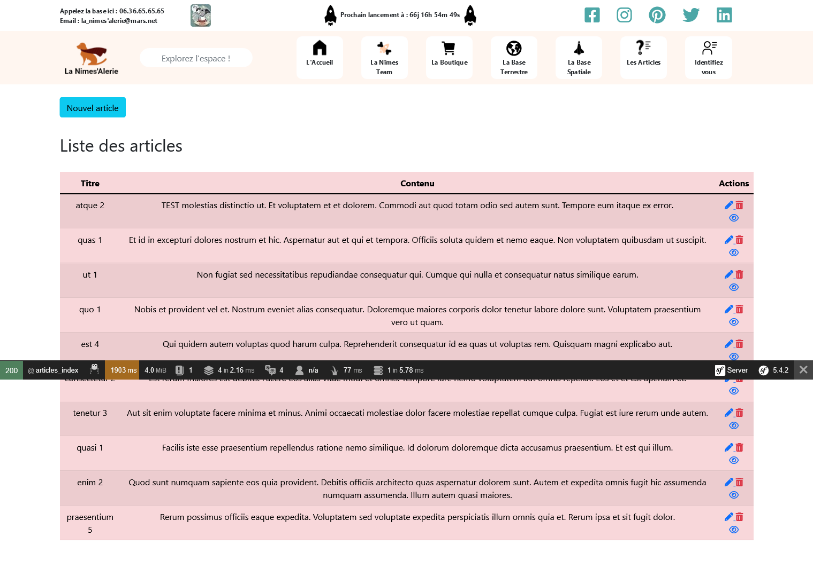 Appelez la base ici : 06.36.65.65.65
Email : la_nimes'alerie@mars.net
Prochain lancement à : 66j 16h 54m 49s
La Nîmes'Alerie
Explorez l'espace !
L'Accueil
La Nîmes Team
La Boutique
La Base Terrestre
La Base Spatiale
Les Articles
Identifiez vous
Nouvel article
Liste des articles
Titre Contenu Actions
atque 2 TEST molestias distinctio ut. Et voluptatem et et dolorem. Commodi aut quod totam odio sed autem sunt. Tempore eum itaque ex error.
quas 1 Et id in excepturi dolores nostrum et hic. Aspernatur aut et qui et tempora. Officiis soluta quidem et nemo eaque. Non voluptatem quibusdam ut suscipit.
ut 1 Non fugiat sed necessitatibus repudiandae consequatur qui. Cumque qui nulla et consequatur natus similique earum.
quo 1 Nobis et provident vel et. Nostrum eveniet alias consequatur. Doloremque maiores corporis dolor tenetur labore dolore sunt. Voluptatem praesentium
vero ut quam.
est 4 Qui quidem autem voluptas quod harum culpa. Reprehenderit consequatur id ea quas ut voluptas rem. Quisquam magni explicabo aut.
200 @ articles_index 1903 ms 4.0 MiB 1 4 in 2.16 ms 4 n/a 77 ms 1 in 5.78 ms Server 5.4.2
tenetur 3 Aut sit enim voluptate facere minima et minus. Animi occaecati molestiae dolor facere molestiae repellat cumque culpa. Fugiat est iure rerum unde autem.
quasi 1 Facilis iste esse praesentium repellendus ratione nemo similique. Id dolorum doloremque dicta accusamus praesentium. Et est qui illum.
enim 2 Quod sunt numquam sapiente eos quia provident. Debitis officiis architecto quas aspernatur dolorem sunt. Autem et expedita omnis fugit hic assumenda
numquam assumenda. Illum autem quasi maiores.
praesentium 5 Rerum possimus officiis eaque expedita. Voluptatem sed voluptate expedita perspiciatis illum omnis quia et. Rerum ipsa et sit fugit dolor.